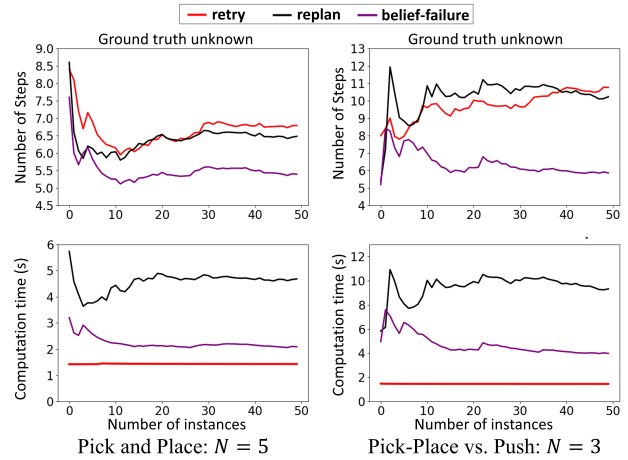 retry replan belief-failure
Ground truth unknown Ground truth unknown
Number of Steps
9.0
8.5
8.0
7.5
7.0
6.5
6.0
5.5
5.0
4.5
0 10 20 30 40 50
Number of Steps
13
12
11
10
9
8
7
6
5
4
0 10 20 30 40 50
Computation time (s)
6
5
4
3
2
1
0
0 10 20 30 40 50
Number of instances
Computation time (s)
12
10
8
6
4
2
0
0 10 20 30 40 50
Number of instances
Pick and Place: N = 5 Pick-Place vs. Push: N = 3